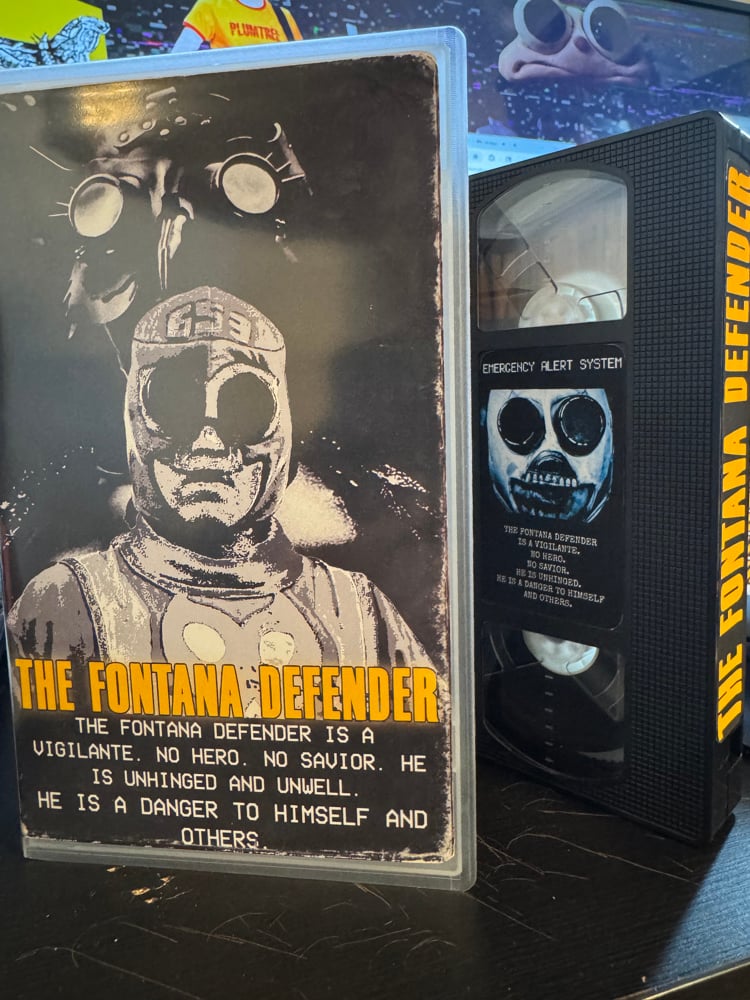 PLUMTREE
653
THE FONTANA DEFENDER
THE FONTANA DEFENDER IS A
VIGILANTE. NO HERO. NO SAVIOR. HE
IS UNHINGED AND UNWELL.
HE IS A DANGER TO HIMSELF AND
OTHERS.
EMERGENCY ALERT SYSTEM
THE FONTANA DEFENDER
IS A VIGILANTE.
NO HERO.
NO SAVIOR.
HE IS UNHINGED.
HE IS A DANGER TO HIMSELF
AND OTHERS.
THE FONTANA DEFENDER